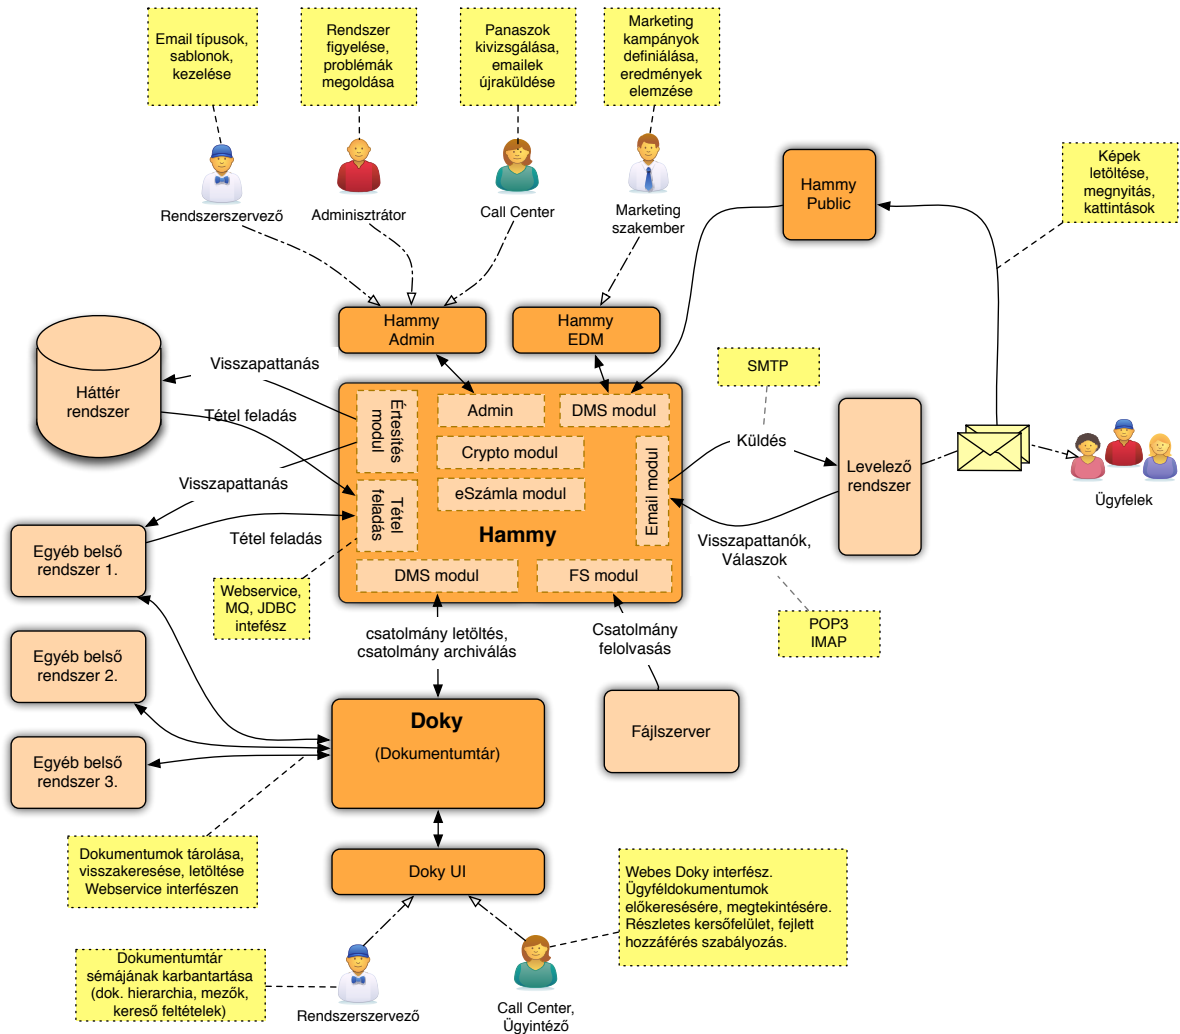 Email típusok,
sablonok,
kezelése
Rendszer
figyelése,
problémák
megoldása
Panaszok
kivizsgálása,
emailek
újraküldése
Marketing
kampányok
definiálása,
eredmények
elemzése
Képek
letöltése,
megnyitás,
kattintások
Hammy
Public
Rendszerszervező
Adminisztrátor
Call Center
Marketing
szakember
Hammy
Admin
Hammy
EDM
Háttér
rendszer
Visszapattanás
Tétel feladás
Visszapattanás
Tétel feladás
Értesítés
modul
Tétel
feladás
Admin
DMS modul
Crypto modul
eSzámla modul
Email modul
Hammy
DMS modul
FS modul
SMTP
Küldés
Levelező
rendszer
Ügyfelek
Visszapattanók,
Válaszok
POP3
IMAP
Egyéb belső
rendszer 1.
Webservice,
MQ, JDBC
intefész
Egyéb belső
rendszer 2.
Egyéb belső
rendszer 3.
csatolmány letöltés,
csatolmány archiválás
Csatolmány
felolvasás
Doky
(Dokumentumtár)
Fájlszerver
Dokumentumok tárolása,
visszakeresése, letöltése
Webservice interfészen
Doky UI
Webes Doky interfész.
Ügyféldokumentumok
előkeresésére, megtekintésére.
Részletes kersőfelület, fejlett
hozzáférés szabályozás.
Dokumentumtár
sémájának karbantartása
(dok. hierarchia, mezők,
kereső feltételek)
Rendszerszervező
Call Center,
Ügyintéző